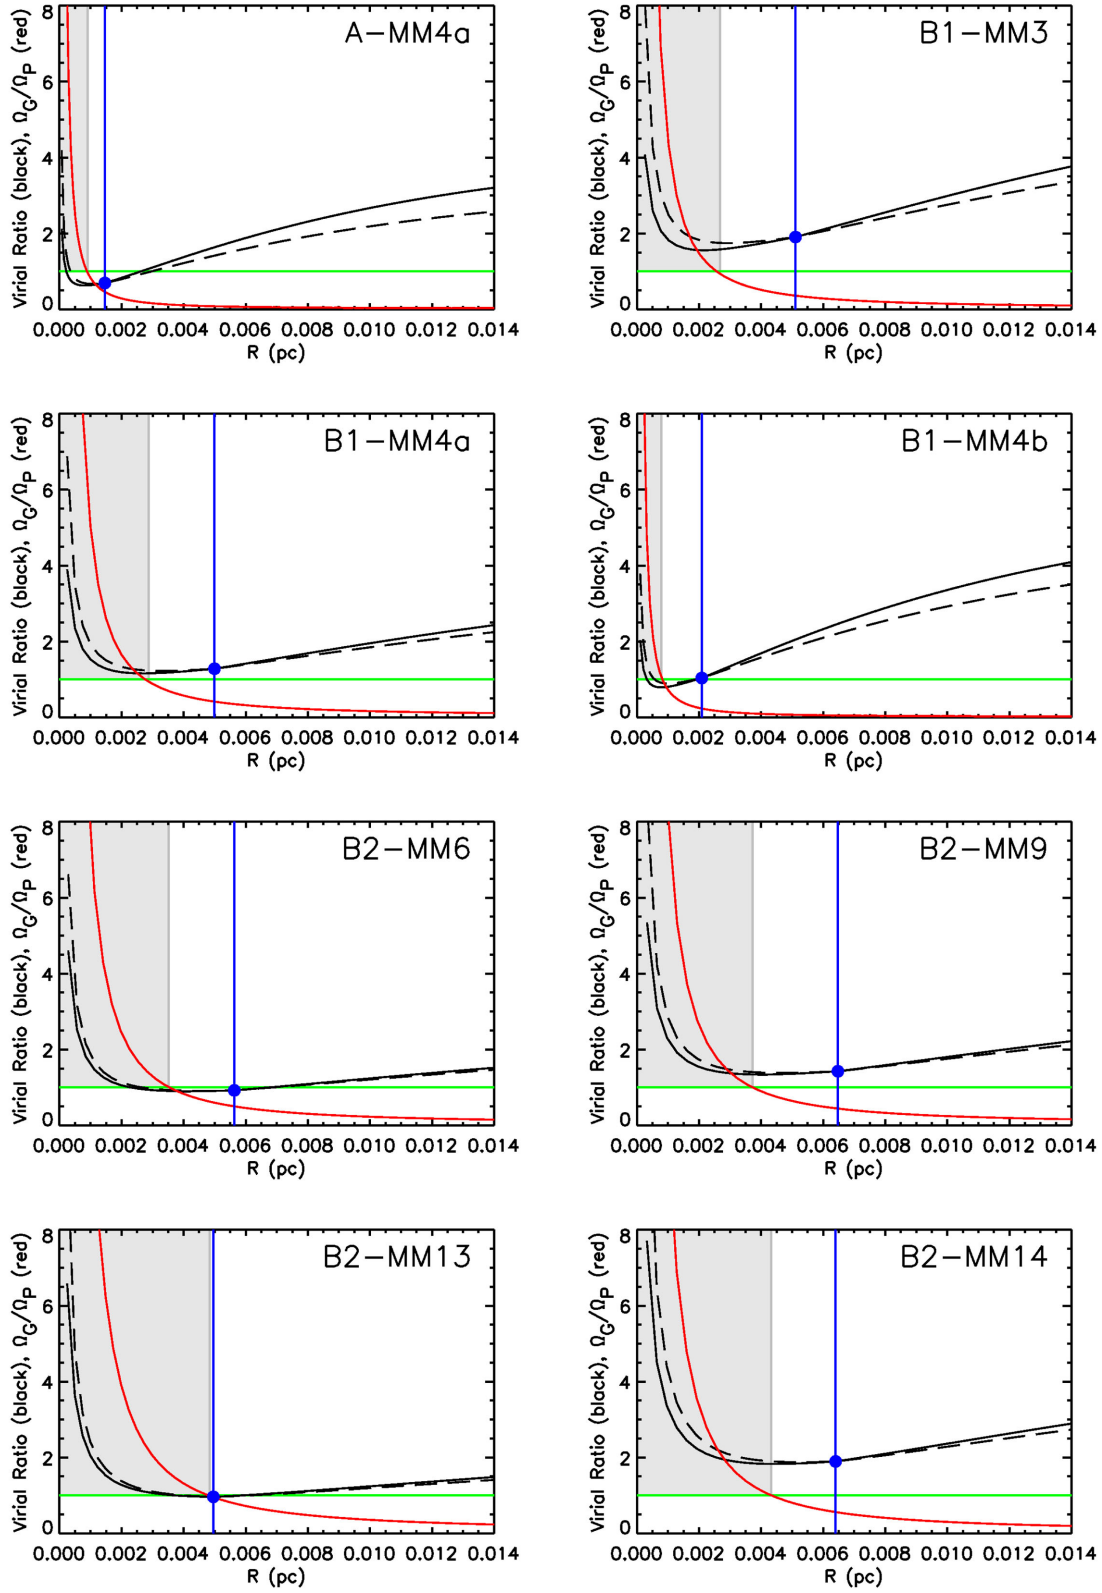 A-MM4a
Virial Ratio (black), Ω_G/Ω_P (red)
8
6
4
2
0
0.000 0.002 0.004 0.006 0.008 0.010 0.012 0.014
R (pc)
B1-MM3
Virial Ratio (black), Ω_G/Ω_P (red)
8
6
4
2
0
0.000 0.002 0.004 0.006 0.008 0.010 0.012 0.014
R (pc)
B1-MM4a
Virial Ratio (black), Ω_G/Ω_P (red)
8
6
4
2
0
0.000 0.002 0.004 0.006 0.008 0.010 0.012 0.014
R (pc)
B1-MM4b
Virial Ratio (black), Ω_G/Ω_P (red)
8
6
4
2
0
0.000 0.002 0.004 0.006 0.008 0.010 0.012 0.014
R (pc)
B2-MM6
Virial Ratio (black), Ω_G/Ω_P (red)
8
6
4
2
0
0.000 0.002 0.004 0.006 0.008 0.010 0.012 0.014
R (pc)
B2-MM9
Virial Ratio (black), Ω_G/Ω_P (red)
8
6
4
2
0
0.000 0.002 0.004 0.006 0.008 0.010 0.012 0.014
R (pc)
B2-MM13
Virial Ratio (black), Ω_G/Ω_P (red)
8
6
4
2
0
0.000 0.002 0.004 0.006 0.008 0.010 0.012 0.014
R (pc)
B2-MM14
Virial Ratio (black), Ω_G/Ω_P (red)
8
6
4
2
0
0.000 0.002 0.004 0.006 0.008 0.010 0.012 0.014
R (pc)